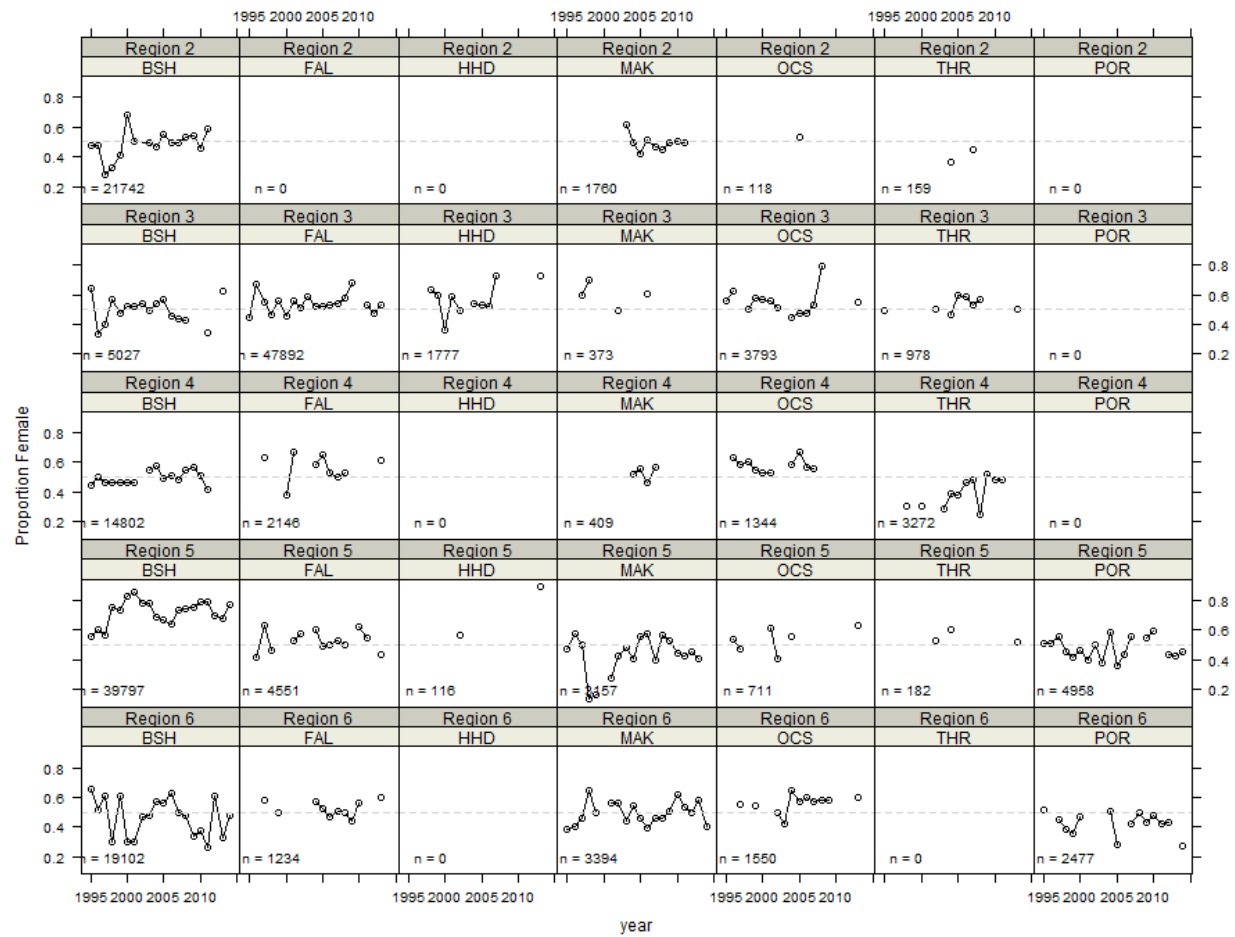 1995 2000 2005 2010 1995 2000 2005 2010 1995 2000 2005 2010
Region 2 Region 2 Region 2 Region 2 Region 2 Region 2 Region 2
BSH FAL HHD MAK OCS THR POR
0.8
0.6
0.4
0.2
n = 21742 n = 0 n = 0 n = 1760 n = 118 n = 159 n = 0
Region 3 Region 3 Region 3 Region 3 Region 3 Region 3 Region 3
BSH FAL HHD MAK OCS THR POR
0.8
0.6
0.4
0.2
n = 5027 n = 47892 n = 1777 n = 373 n = 3793 n = 978 n = 0
Region 4 Region 4 Region 4 Region 4 Region 4 Region 4 Region 4
BSH FAL HHD MAK OCS THR POR
0.8
0.6
0.4
0.2
n = 14802 n = 2146 n = 0 n = 409 n = 1344 n = 3272 n = 0
Proportion Female
Region 5 Region 5 Region 5 Region 5 Region 5 Region 5 Region 5
BSH FAL HHD MAK OCS THR POR
0.8
0.6
0.4
0.2
n = 39797 n = 4551 n = 116 n = 3157 n = 711 n = 182 n = 4958
Region 6 Region 6 Region 6 Region 6 Region 6 Region 6 Region 6
BSH FAL HHD MAK OCS THR POR
0.8
0.6
0.4
0.2
n = 19102 n = 1234 n = 0 n = 3394 n = 1550 n = 0 n = 2477
1995 2000 2005 2010 1995 2000 2005 2010 1995 2000 2005 2010 1995 2000 2005 2010
year